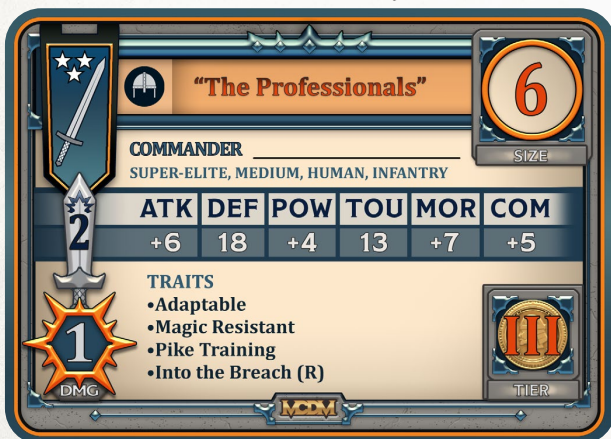 “The Professionals”
6
SIZE
COMMANDER
SUPER-ELITE, MEDIUM, HUMAN, INFANTRY
2
ATK DEF POW TOU MOR COM
+6 18 +4 13 +7 +5
TRAITS
•Adaptable
•Magic Resistant
•Pike Training
•Into the Breach (R)
1
DMG
III
TIER
MCDM